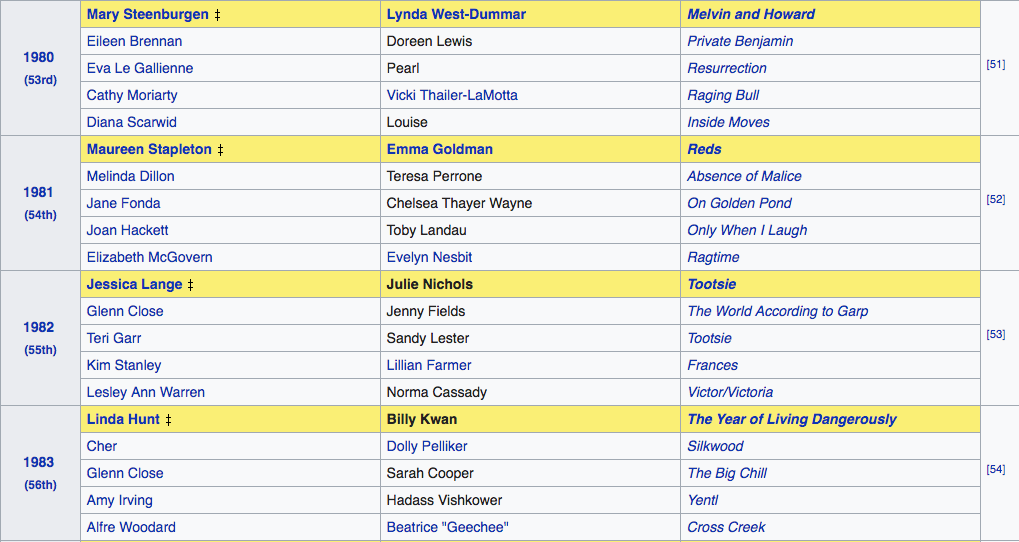 1980
(53rd)
Mary Steenburgen ‡ Lynda West-Dummar Melvin and Howard
Eileen Brennan Doreen Lewis Private Benjamin
Eva Le Gallienne Pearl Resurrection
Cathy Moriarty Vicki Thailer-LaMotta Raging Bull
Diana Scarwid Louise Inside Moves
[51]
1981
(54th)
Maureen Stapleton ‡ Emma Goldman Reds
Melinda Dillon Teresa Perrone Absence of Malice
Jane Fonda Chelsea Thayer Wayne On Golden Pond
Joan Hackett Toby Landau Only When I Laugh
Elizabeth McGovern Evelyn Nesbit Ragtime
[52]
1982
(55th)
Jessica Lange ‡ Julie Nichols Tootsie
Glenn Close Jenny Fields The World According to Garp
Teri Garr Sandy Lester Tootsie
Kim Stanley Lillian Farmer Frances
Lesley Ann Warren Norma Cassady Victor/Victoria
[53]
1983
(56th)
Linda Hunt ‡ Billy Kwan The Year of Living Dangerously
Cher Dolly Pelliker Silkwood
Glenn Close Sarah Cooper The Big Chill
Amy Irving Hadass Vishkower Yentl
Alfre Woodard Beatrice "Geechee" Cross Creek
[54]